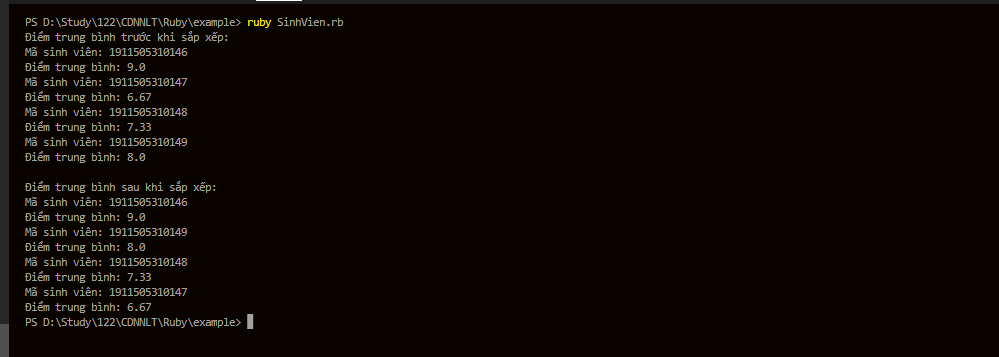 PS D:\Study\122\CDNNLT\Ruby\example> ruby SinhVien.rb
Điểm trung bình trước khi sắp xếp:
Mã sinh viên: 1911505310146
Điểm trung bình: 9.0
Mã sinh viên: 1911505310147
Điểm trung bình: 6.67
Mã sinh viên: 1911505310148
Điểm trung bình: 7.33
Mã sinh viên: 1911505310149
Điểm trung bình: 8.0
Điểm trung bình sau khi sắp xếp:
Mã sinh viên: 1911505310146
Điểm trung bình: 9.0
Mã sinh viên: 1911505310149
Điểm trung bình: 8.0
Mã sinh viên: 1911505310148
Điểm trung bình: 7.33
Mã sinh viên: 1911505310147
Điểm trung bình: 6.67
PS D:\Study\122\CDNNLT\Ruby\example>